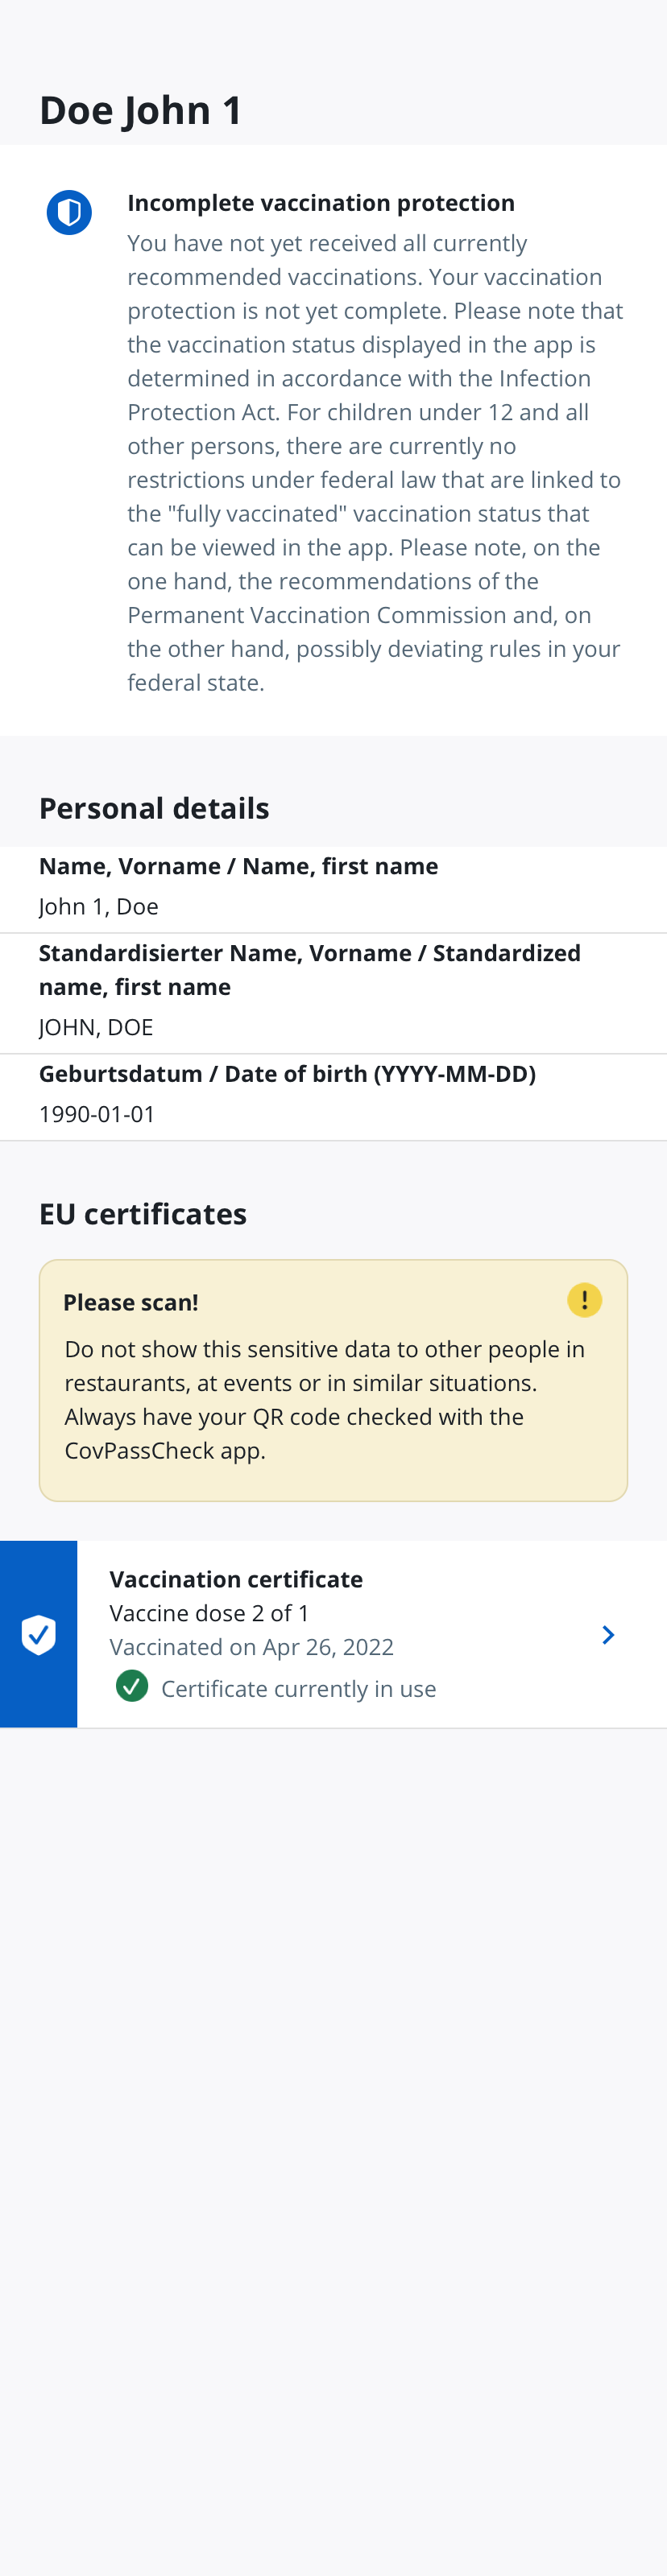 Doe John 1
Incomplete vaccination protection
You have not yet received all currently
recommended vaccinations. Your vaccination
protection is not yet complete. Please note that
the vaccination status displayed in the app is
determined in accordance with the Infection
Protection Act. For children under 12 and all
other persons, there are currently no
restrictions under federal law that are linked to
the "fully vaccinated" vaccination status that
can be viewed in the app. Please note, on the
one hand, the recommendations of the
Permanent Vaccination Commission and, on
the other hand, possibly deviating rules in your
federal state.
Personal details
Name, Vorname / Name, first name
John 1, Doe
Standardisierter Name, Vorname / Standardized
name, first name
JOHN, DOE
Geburtsdatum / Date of birth (YYYY-MM-DD)
1990-01-01
EU certificates
Please scan!
Do not show this sensitive data to other people in
restaurants, at events or in similar situations.
Always have your QR code checked with the
CovPassCheck app.
Vaccination certificate
Vaccine dose 2 of 1
Vaccinated on Apr 26, 2022
Certificate currently in use